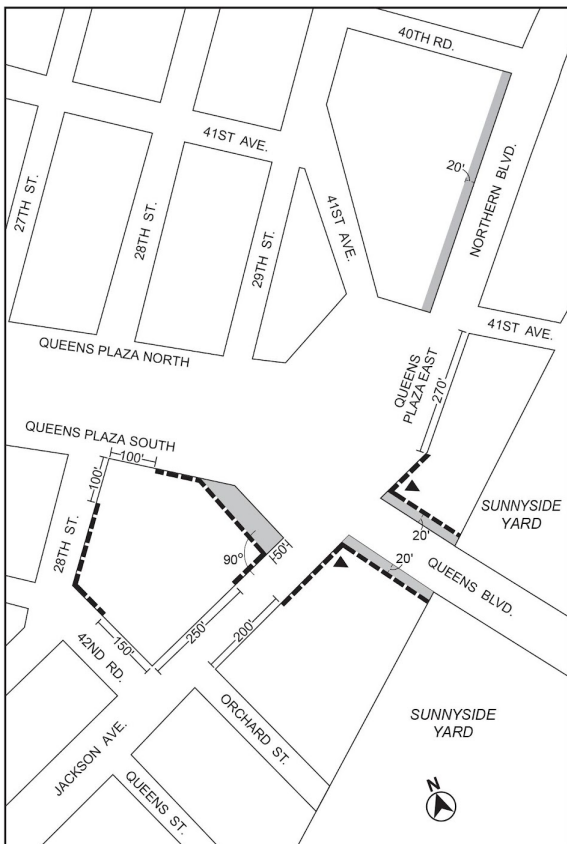 40TH RD.
41ST AVE.
20'
NORTHERN BLVD.
27TH ST.
28TH ST.
29TH ST.
41ST AVE.
41ST AVE.
QUEENS PLAZA NORTH
QUEENS
PLAZA EAST
270'
QUEENS PLAZA SOUTH
100'
100'
28TH ST.
SUNNYSIDE
YARD
20'
90°
50'
20'
QUEENS BLVD.
150'
250'
200'
42ND RD.
ORCHARD ST.
SUNNYSIDE
YARD
JACKSON AVE.
QUEENS ST.
N